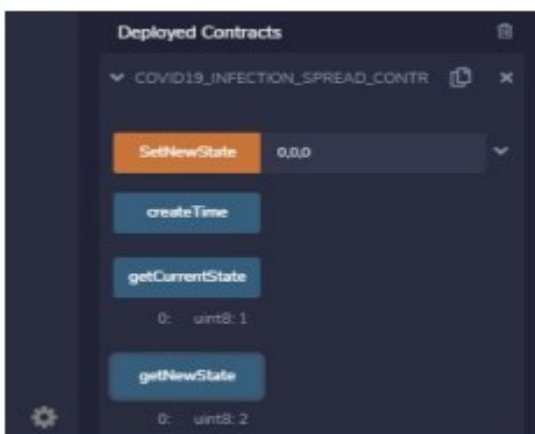 Deployed Contracts
COVID19_INFECTION_SPREAD_CONTR
SetNewState 0,0,0
createTime
getCurrentState
0: uint8: 1
getNewState
0: uint8: 2